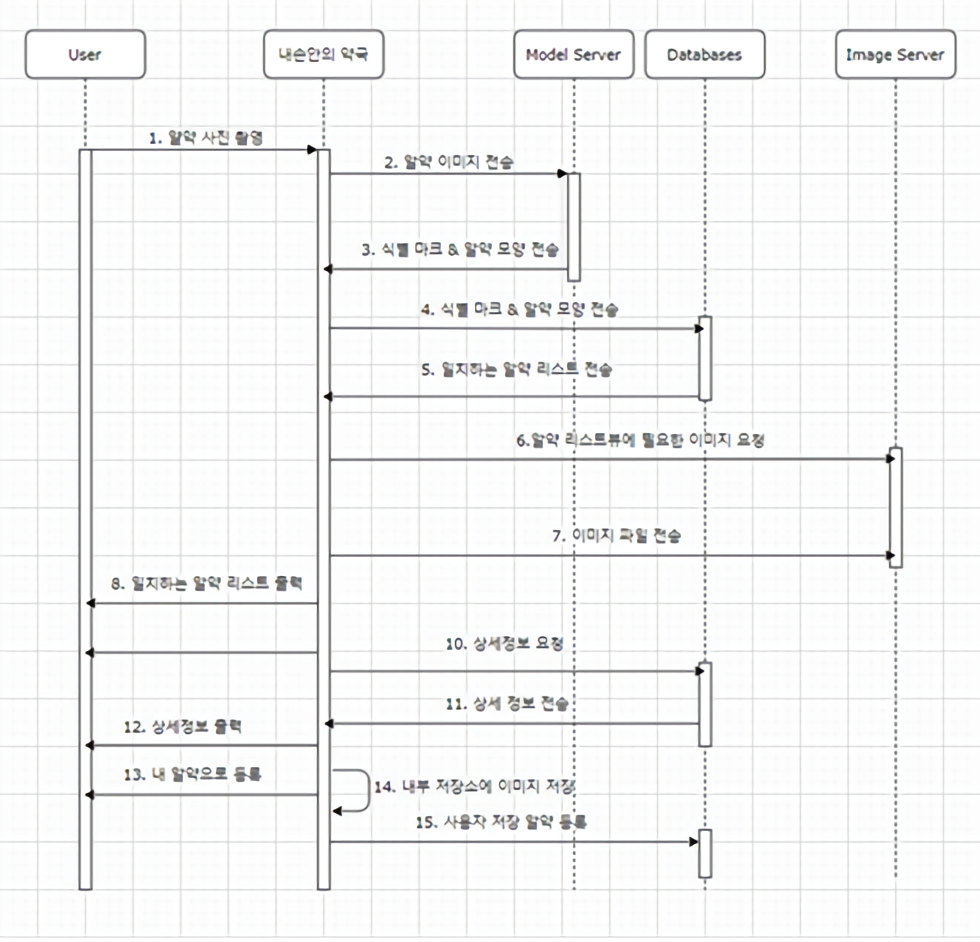 User
내손안의 약국
Model Server
Databases
Image Server
1. 알약 사진 촬영
2. 알약 이미지 전송
3. 식별 마크 & 알약 모양 전송
4. 식별 마크 & 알약 모양 전송
5. 일치하는 알약 리스트 전송
6.알약 리스트뷰에 필요한 이미지 요청
7. 이미지 파일 전송
8. 일치하는 알약 리스트 출력
10. 상세정보 요청
11. 상세 정보 전송
12. 상세정보 출력
13. 내 알약으로 등록
14. 내부 저장소에 이미지 저장
15. 사용자 저장 알약 등록